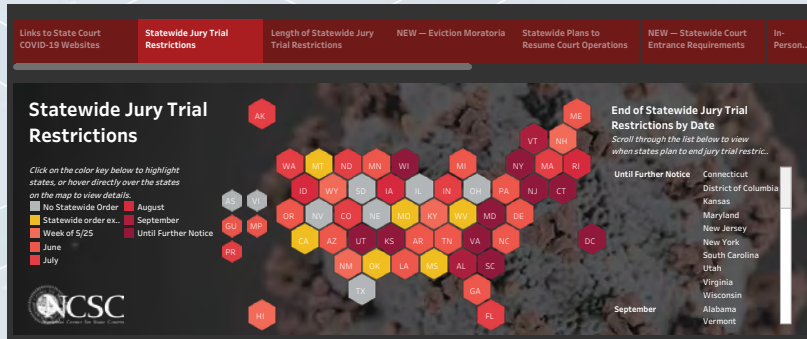 Links to State Court
COVID-19 Websites
Statewide Jury Trial
Restrictions
Length of Statewide Jury
Trial Restrictions
NEW — Eviction Moratoria
Statewide Plans to
Resume Court Operations
NEW — Statewide Court
Entrance Requirements
In-
Person..
Statewide Jury Trial
Restrictions
Click on the color key below to highlight
states, or hover directly over the states
on the map to view details.
No Statewide Order
Statewide order ex..
Week of 5/25
June
July
August
September
Until Further Notice
AK
ME
VT NH
WA MT ND MN WI MI NY MA RI
ID WY SD IA IL IN OH PA NJ CT
OR NV CO NE MO KY WV MD DE
CA AZ UT KS AR TN VA NC DC
NM OK LA MS AL SC
TX GA
HI FL
AS VI
GU MP
PR
NCSC
End of Statewide Jury Trial
Restrictions by Date
Scroll through the list below to view
when states plan to end jury trial restric..
Until Further Notice Connecticut
District of Columbia
Kansas
Maryland
New Jersey
New York
South Carolina
Utah
Virginia
Wisconsin
September Alabama
Vermont